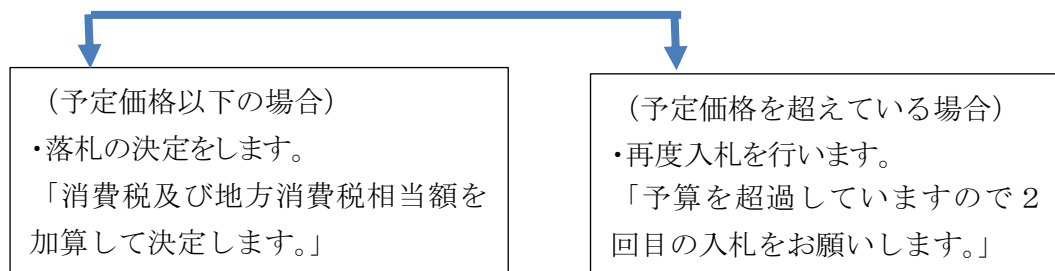 （予定価格以下の場合）
・落札の決定をします。
「消費税及び地方消費税相当額を
加算して決定します。」
（予定価格を超えている場合）
・再度入札を行います。
「予算を超過していますので２
回目の入札をお願いします。」